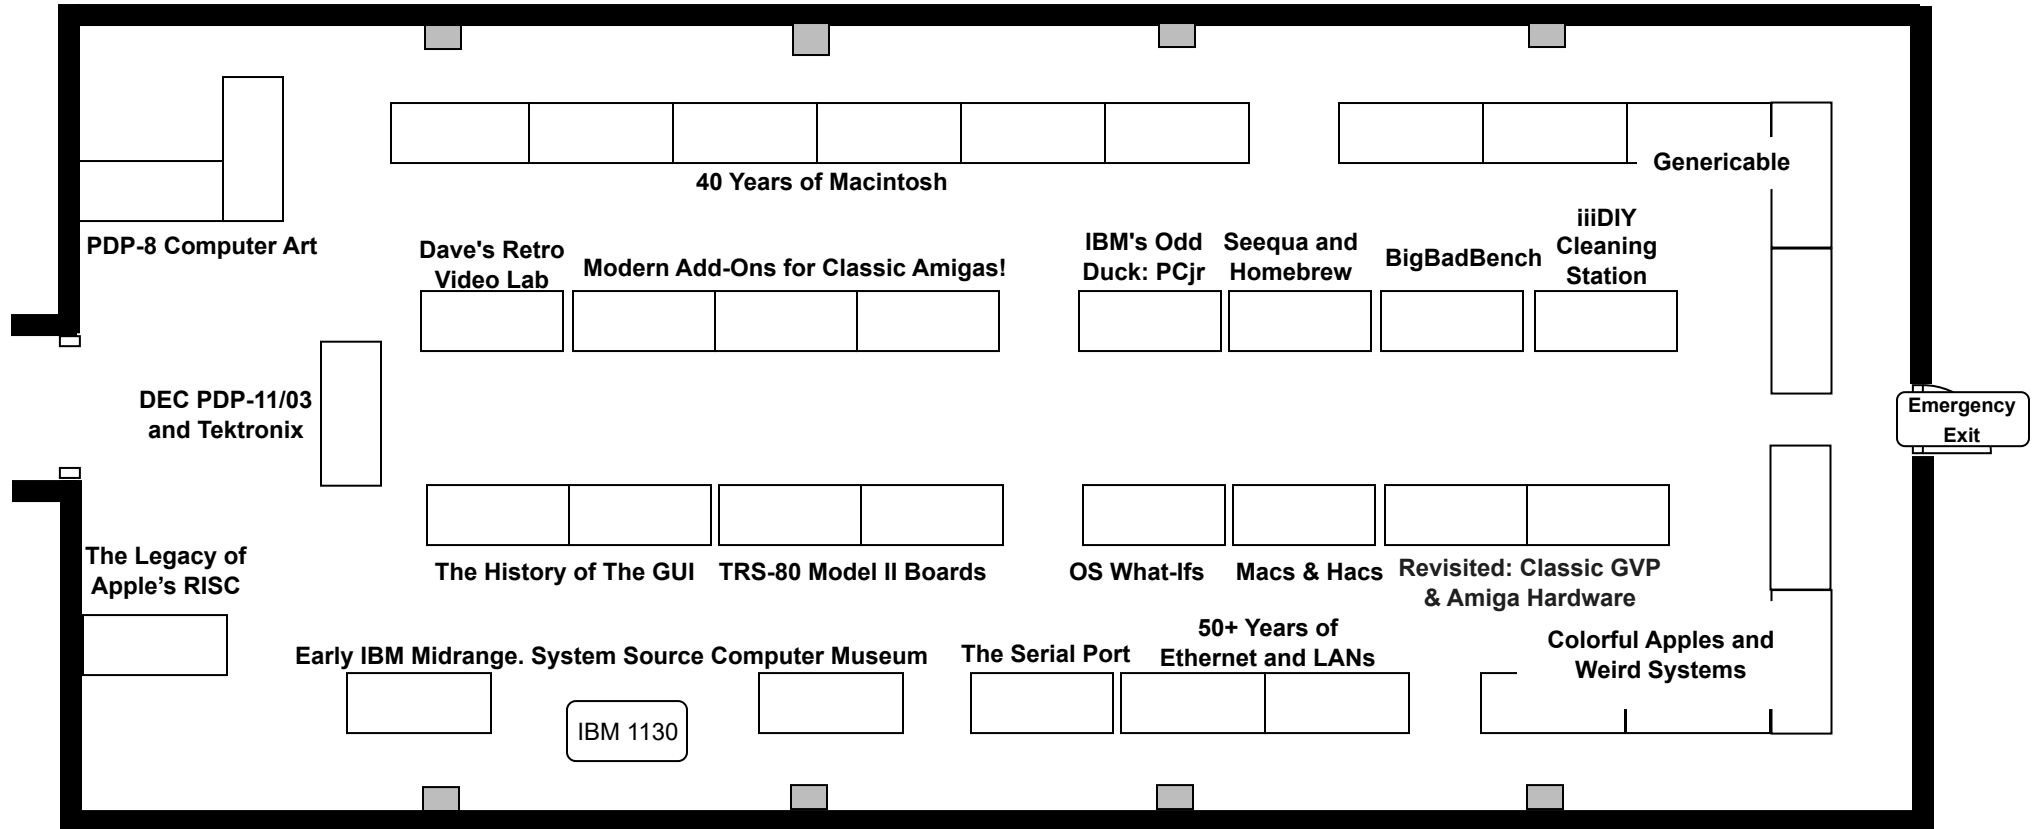 40 Years of Macintosh
Genericable
PDP-8 Computer Art
Dave's Retro
Video Lab
Modern Add-Ons for Classic Amigas!
IBM's Odd
Duck: PCjr
Seequa and
Homebrew
BigBadBench
iiiDIY
Cleaning
Station
DEC PDP-11/03
and Tektronix
Emergency
Exit
The Legacy of
Apple’s RISC
The History of The GUI
TRS-80 Model II Boards
OS What-Ifs
Macs & Hacs
Revisited: Classic GVP
& Amiga Hardware
Early IBM Midrange. System Source Computer Museum
The Serial Port
50+ Years of
Ethernet and LANs
Colorful Apples and
Weird Systems
IBM 1130